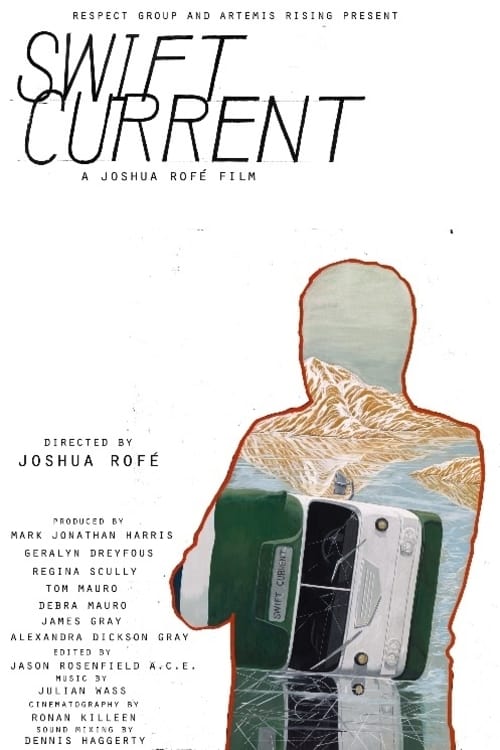 RESPECT GROUP AND ARTEMIS RISING PRESENT
SWIFT
CURRENT
A JOSHUA ROFÉ FILM
DIRECTED BY
JOSHUA ROFÉ
PRODUCED BY
MARK JONATHAN HARRIS
GERALYN DREYFOUS
REGINA SCULLY
TOM MAURO
DEBRA MAURO
JAMES GRAY
ALEXANDRA DICKSON GRAY
EDITED BY
JASON ROSENFIELD A.C.E.
MUSIC BY
JULIAN WASS
CINEMATOGRAPHY BY
RONAN KILLEEN
SOUND MIXING BY
DENNIS HAGGERTY
SWIFT CURRENT